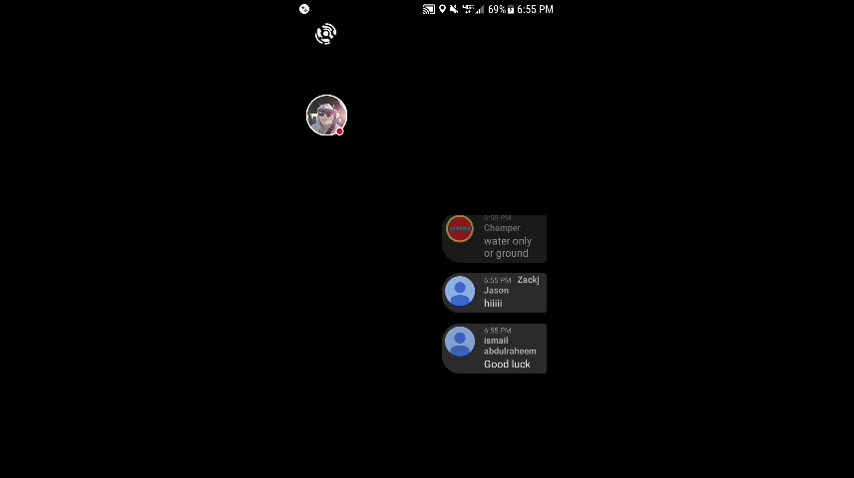 69% 6:55 PM
6:55 PM
Champer
water only
or ground
6:55 PM Zackj
Jason
hiiiii
6:55 PM
ismail
abdulraheem
Good luck